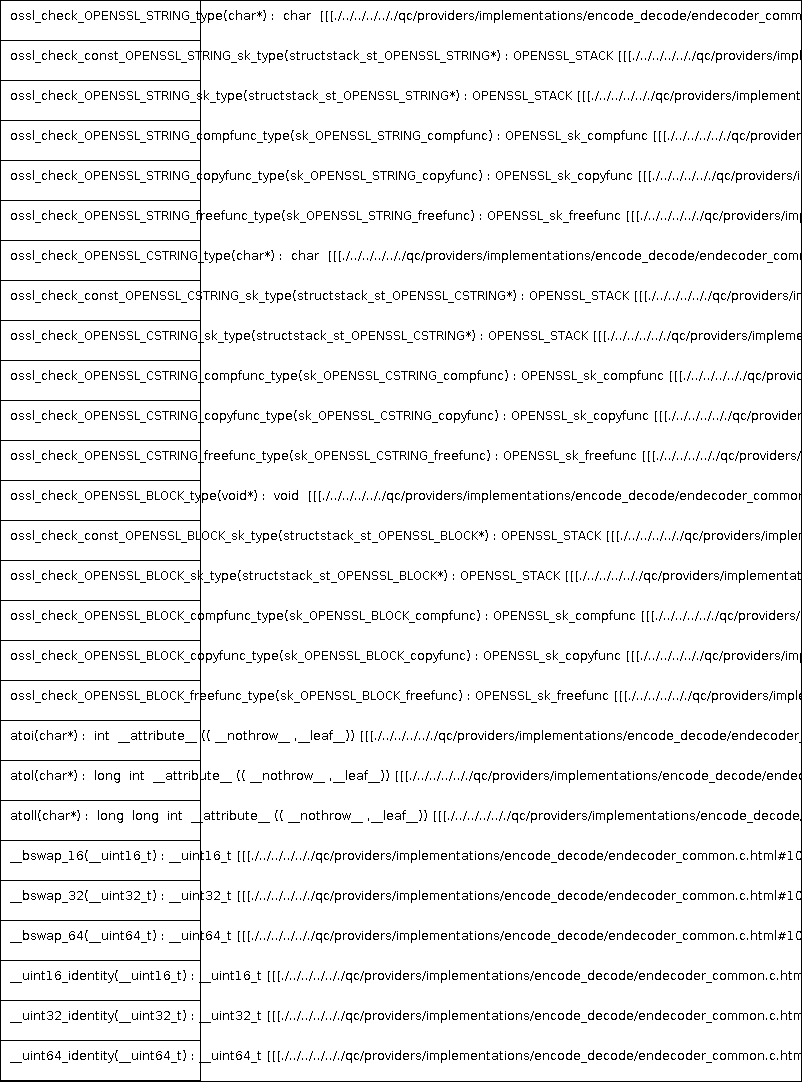 ossl_check_OPENSSL_STRING_type(char*) : char [[[./../../../../qc/providers/implementations/encode_decode/endecoder_comm
ossl_check_const_OPENSSL_STRING_sk_type(structstack_st_OPENSSL_STRING*) : OPENSSL_STACK [[[./../../../../qc/providers/impl
ossl_check_OPENSSL_STRING_sk_type(structstack_st_OPENSSL_STRING*) : OPENSSL_STACK [[[./../../../../qc/providers/implement
ossl_check_OPENSSL_STRING_compfunc_type(sk_OPENSSL_STRING_compfunc) : OPENSSL_sk_compfunc [[[./../../../../qc/provider
ossl_check_OPENSSL_STRING_copyfunc_type(sk_OPENSSL_STRING_copyfunc) : OPENSSL_sk_copyfunc [[[./../../../../qc/providers/i
ossl_check_OPENSSL_STRING_freefunc_type(sk_OPENSSL_STRING_freefunc) : OPENSSL_sk_freefunc [[[./../../../../qc/providers/im
ossl_check_OPENSSL_CSTRING_type(char*) : char [[[./../../../../qc/providers/implementations/encode_decode/endecoder_com
ossl_check_const_OPENSSL_CSTRING_sk_type(structstack_st_OPENSSL_CSTRING*) : OPENSSL_STACK [[[./../../../../qc/providers/i
ossl_check_OPENSSL_CSTRING_sk_type(structstack_st_OPENSSL_CSTRING*) : OPENSSL_STACK [[[./../../../../qc/providers/impleme
ossl_check_OPENSSL_CSTRING_compfunc_type(sk_OPENSSL_CSTRING_compfunc) : OPENSSL_sk_compfunc [[[./../../../../qc/provi
ossl_check_OPENSSL_CSTRING_copyfunc_type(sk_OPENSSL_CSTRING_copyfunc) : OPENSSL_sk_copyfunc [[[./../../../../qc/provider
ossl_check_OPENSSL_CSTRING_freefunc_type(sk_OPENSSL_CSTRING_freefunc) : OPENSSL_sk_freefunc [[[./../../../../qc/providers/
ossl_check_OPENSSL_BLOCK_type(void*) : void [[[./../../../../qc/providers/implementations/encode_decode/endecoder_commo
ossl_check_const_OPENSSL_BLOCK_sk_type(structstack_st_OPENSSL_BLOCK*) : OPENSSL_STACK [[[./../../../../qc/providers/imple
ossl_check_OPENSSL_BLOCK_sk_type(structstack_st_OPENSSL_BLOCK*) : OPENSSL_STACK [[[./../../../../qc/providers/implementat
ossl_check_OPENSSL_BLOCK_compfunc_type(sk_OPENSSL_BLOCK_compfunc) : OPENSSL_sk_compfunc [[[./../../../../qc/providers/
ossl_check_OPENSSL_BLOCK_copyfunc_type(sk_OPENSSL_BLOCK_copyfunc) : OPENSSL_sk_copyfunc [[[./../../../../qc/providers/im
ossl_check_OPENSSL_BLOCK_freefunc_type(sk_OPENSSL_BLOCK_freefunc) : OPENSSL_sk_freefunc [[[./../../../../qc/providers/impl
atoi(char*) : int __attribute__ (( __nothrow__ ,__leaf__)) [[[./../../../../qc/providers/implementations/encode_decode/endecoder_
atol(char*) : long int __attribute__ (( __nothrow__ ,__leaf__)) [[[./../../../../qc/providers/implementations/encode_decode/endec
atoll(char*) : long long int __attribute__ (( __nothrow__ ,__leaf__)) [[[./../../../../qc/providers/implementations/encode_decode/
__bswap_16(__uint16_t) : __uint16_t [[[./../../../../qc/providers/implementations/encode_decode/endecoder_common.c.html#10
__bswap_32(__uint32_t) : __uint32_t [[[./../../../../qc/providers/implementations/encode_decode/endecoder_common.c.html#10
__bswap_64(__uint64_t) : __uint64_t [[[./../../../../qc/providers/implementations/encode_decode/endecoder_common.c.html#10
__uint16_identity(__uint16_t) : __uint16_t [[[./../../../../qc/providers/implementations/encode_decode/endecoder_common.c.htm
__uint32_identity(__uint32_t) : __uint32_t [[[./../../../../qc/providers/implementations/encode_decode/endecoder_common.c.htm
__uint64_identity(__uint64_t) : __uint64_t [[[./../../../../qc/providers/implementations/encode_decode/endecoder_common.c.htm